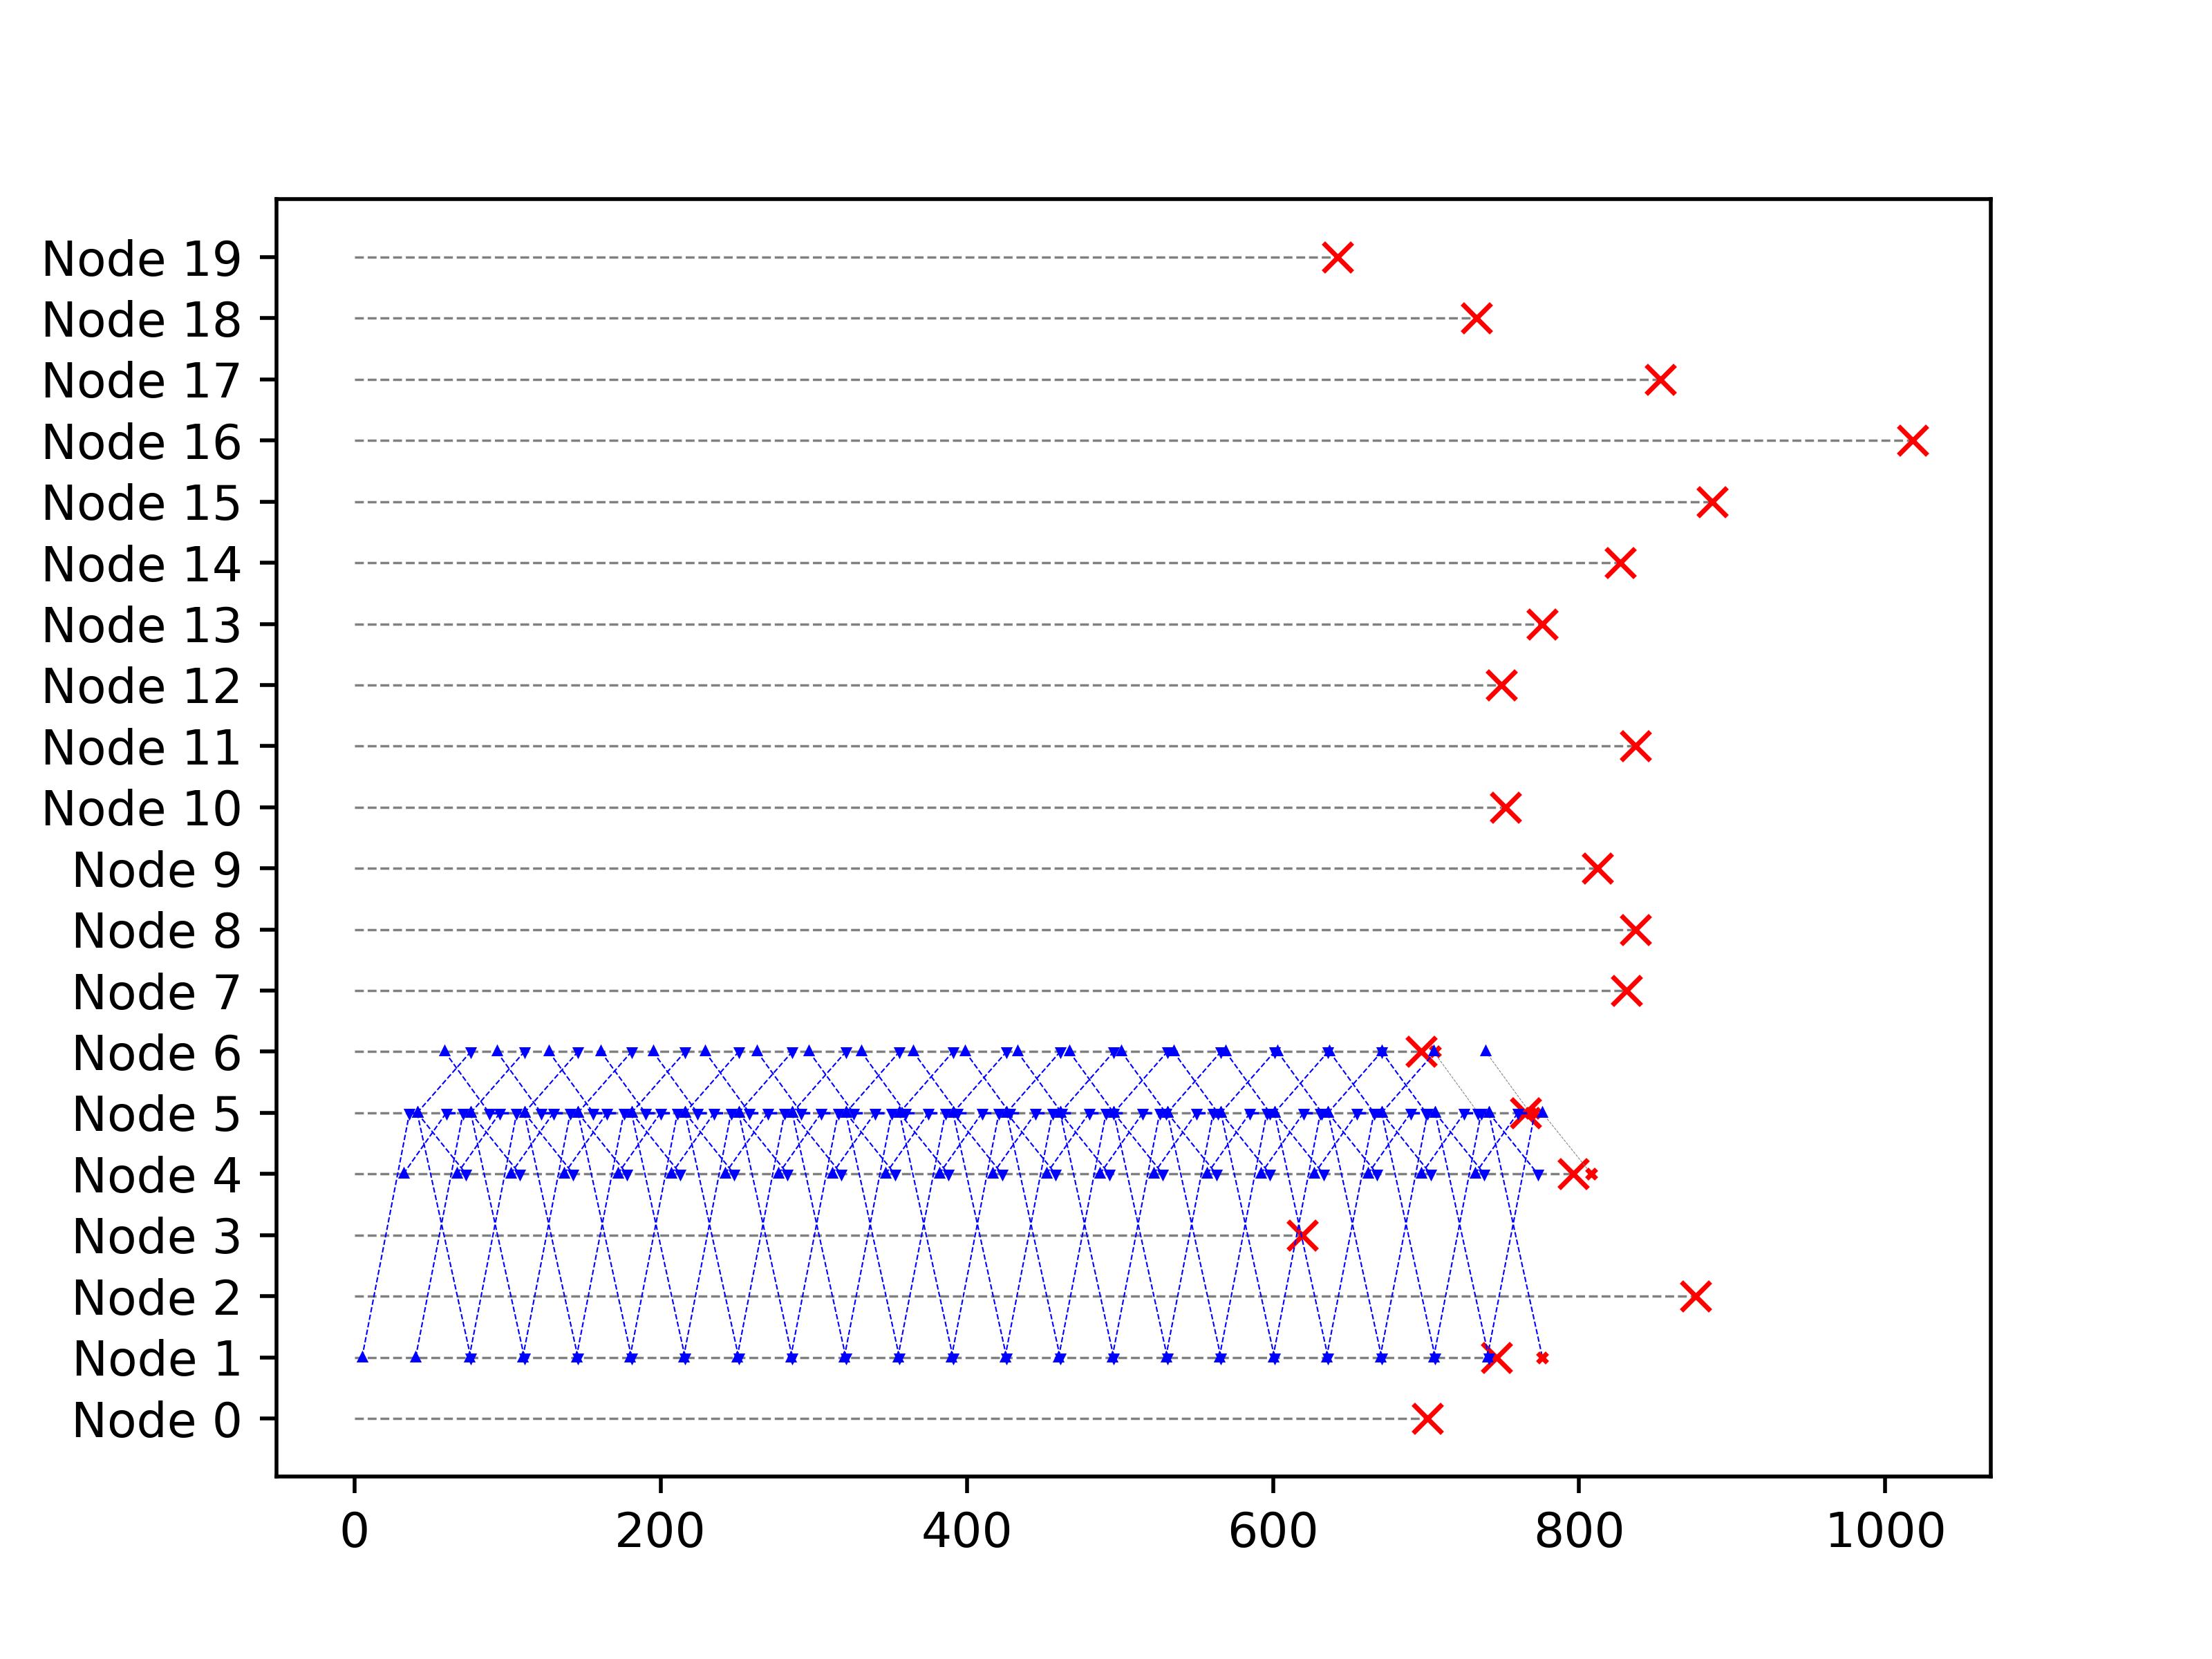 Node 19
Node 18
Node 17
Node 16
Node 15
Node 14
Node 13
Node 12
Node 11
Node 10
Node 9
Node 8
Node 7
Node 6
Node 5
Node 4
Node 3
Node 2
Node 1
Node 0
0 200 400 600 800 1000